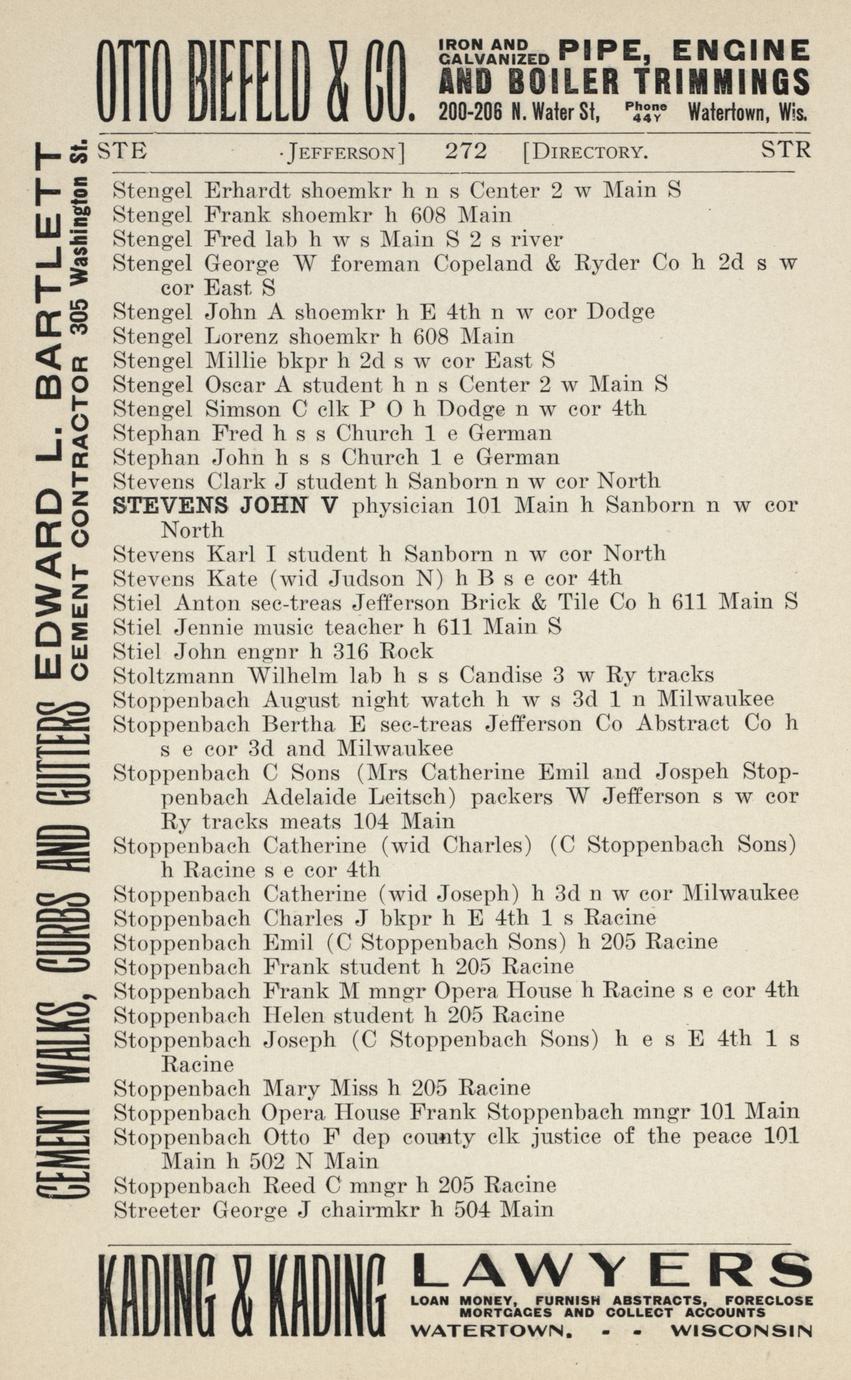 OTTO BIEFELD & CO.
IRON AND GALVANIZED PIPE, ENGINE
AND BOILER TRIMMINGS
200-206 N. Water St, Phone 44Y Watertown, Wis.
STE JEFFERSON] 272 [DIRECTORY. STR
Stengel Erhardt shoemkr h n s Center 2 w Main S
Stengel Frank shoemkr h 608 Main
Stengel Fred lab h w s Main S 2 s river
Stengel George W foreman Copeland & Ryder Co h 2d s w
cor East S
Stengel John A shoemkr h E 4th n w cor Dodge
Stengel Lorenz shoemkr h 608 Main
Stengel Millie bkpr h 2d s w cor East S
Stengel Oscar A student h n s Center 2 w Main S
Stengel Simson C clk P O h Dodge n w cor 4th
Stephan Fred h s s Church 1 e German
Stephan John h s s Church 1 e German
Stevens Clark J student h Sanborn n w cor North
STEVENS JOHN V physician 101 Main h Sanborn n w cor
North
Stevens Karl I student h Sanborn n w cor North
Stevens Kate (wid Judson N) h B s e cor 4th
Stiel Anton sec-treas Jefferson Brick & Tile Co h 611 Main S
Stiel Jennie music teacher h 611 Main S
Stiel John engnr h 316 Rock
Stoltzmann Wilhelm lab h s s Candise 3 w Ry tracks
Stoppenbach August night watch h w s 3d 1 n Milwaukee
Stoppenbach Bertha E sec-treas Jefferson Co Abstract Co h
s e cor 3d and Milwaukee
Stoppenbach C Sons (Mrs Catherine Emil and Jospeh Stop-
penbach Adelaide Leitsch) packers W Jefferson s w cor
Ry tracks meats 104 Main
Stoppenbach Catherine (wid Charles) (C Stoppenbach Sons)
h Racine s e cor 4th
Stoppenbach Catherine (wid Joseph) h 3d n w cor Milwaukee
Stoppenbach Charles J bkpr h E 4th 1 s Racine
Stoppenbach Emil (C Stoppenbach Sons) h 205 Racine
Stoppenbach Frank student h 205 Racine
Stoppenbach Frank M mngr Opera House h Racine s e cor 4th
Stoppenbach Helen student h 205 Racine
Stoppenbach Joseph (C Stoppenbach Sons) h e s E 4th 1 s
Racine
Stoppenbach Mary Miss h 205 Racine
Stoppenbach Opera House Frank Stoppenbach mngr 101 Main
Stoppenbach Otto F dep county clk justice of the peace 101
Main h 502 N Main
Stoppenbach Reed C mngr h 205 Racine
Streeter George J chairmkr h 504 Main
CEMENT WALKS, CURBS AND GUTTERS
EDWARD L. BARTLETT
CEMENT CONTRACTOR 305 Washington St.
KADING & KADING
LAWYERS
LOAN MONEY, FURNISH ABSTRACTS, FORECLOSE
MORTGAGES AND COLLECT ACCOUNTS
WATERTOWN. - - WISCONSIN